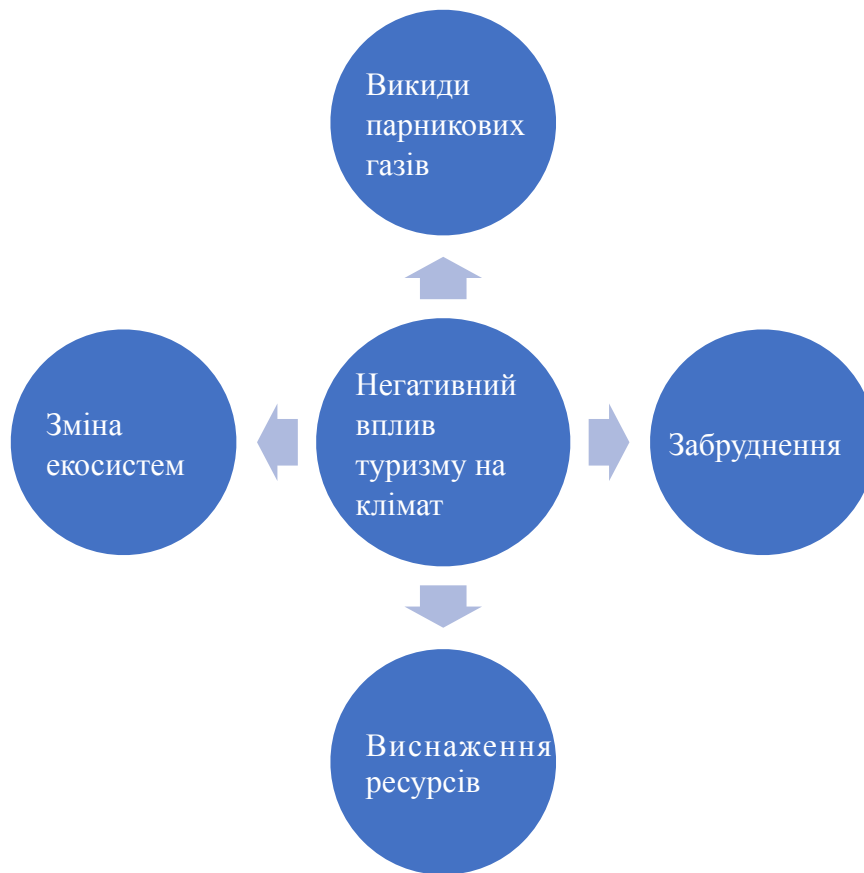 Викиди
парникових
газів
Зміна
екосистем
Негативний
вплив
туризму на
клімат
Забруднення
Виснаження
ресурсів